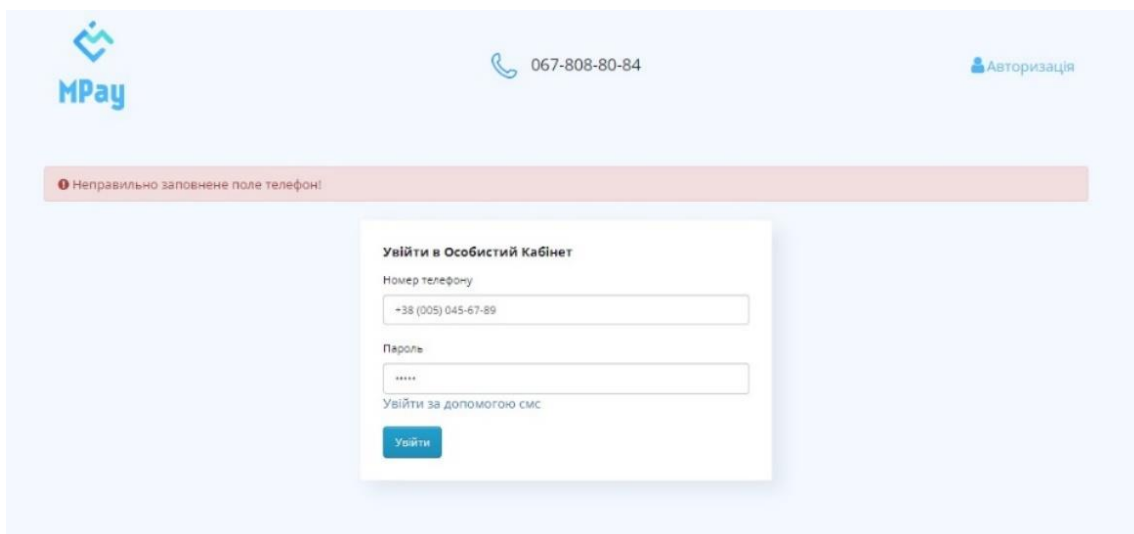 MPay
067-808-80-84
Авторизація
Неправильно заповнене поле телефон!
Увійти в Особистий Кабінет
Номер телефону
+38 (005) 045-67-89
Пароль
•••••
Увійти за допомогою смс
Увійти